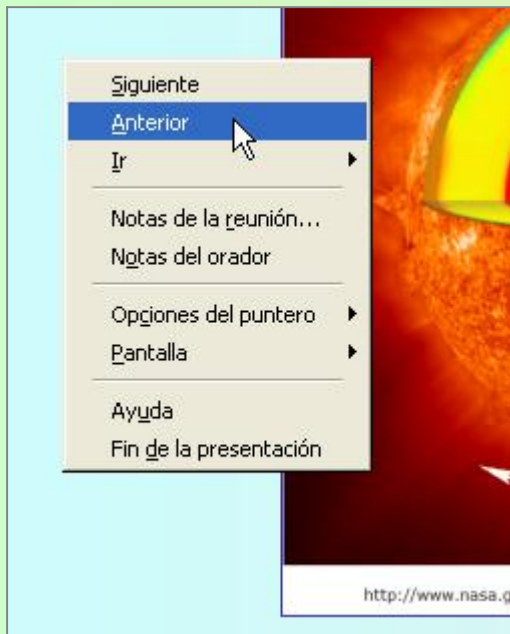 Siguiente
Anterior
Ir
Notas de la reunión...
Notas del orador
Opciones del puntero
Pantalla
Ayuda
Fin de la presentación
http://www.nasa.g